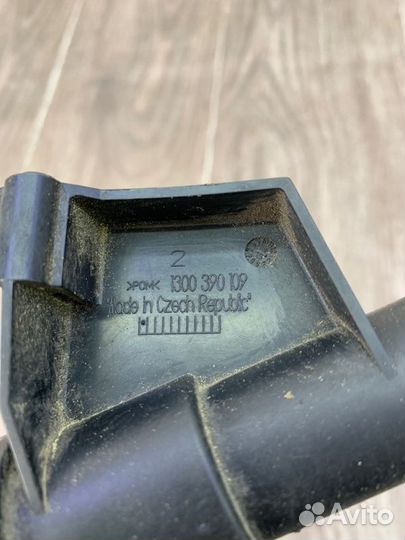 2
>POM< 1300 390 109
Made in Czech Republic
Avito